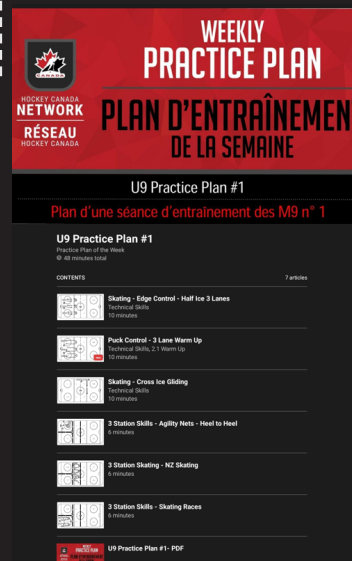 WEEKLY
PRACTICE PLAN
HOCKEY CANADA
NETWORK
RÉSEAU
HOCKEY CANADA
PLAN D'ENTRAÎNEMEN
DE LA SEMAINE
U9 Practice Plan #1
Plan d'une séance d'entraînement des M9 n° 1
U9 Practice Plan #1
Practice Plan of the Week
48 minutes total
CONTENTS
7 articles
Skating - Edge Control - Half Ice 3 Lanes
Technical Skills
10 minutes
Puck Control - 3 Lane Warm Up
Technical Skills, 2.1 Warm Up
10 minutes
Skating - Cross Ice Gliding
Technical Skills
10 minutes
3 Station Skills - Agility Nets - Heel to Heel
6 minutes
3 Station Skating - NZ Skating
6 minutes
3 Station Skills - Skating Races
6 minutes
PRACTICE PLAN
U9 Practice Plan #1- PDF